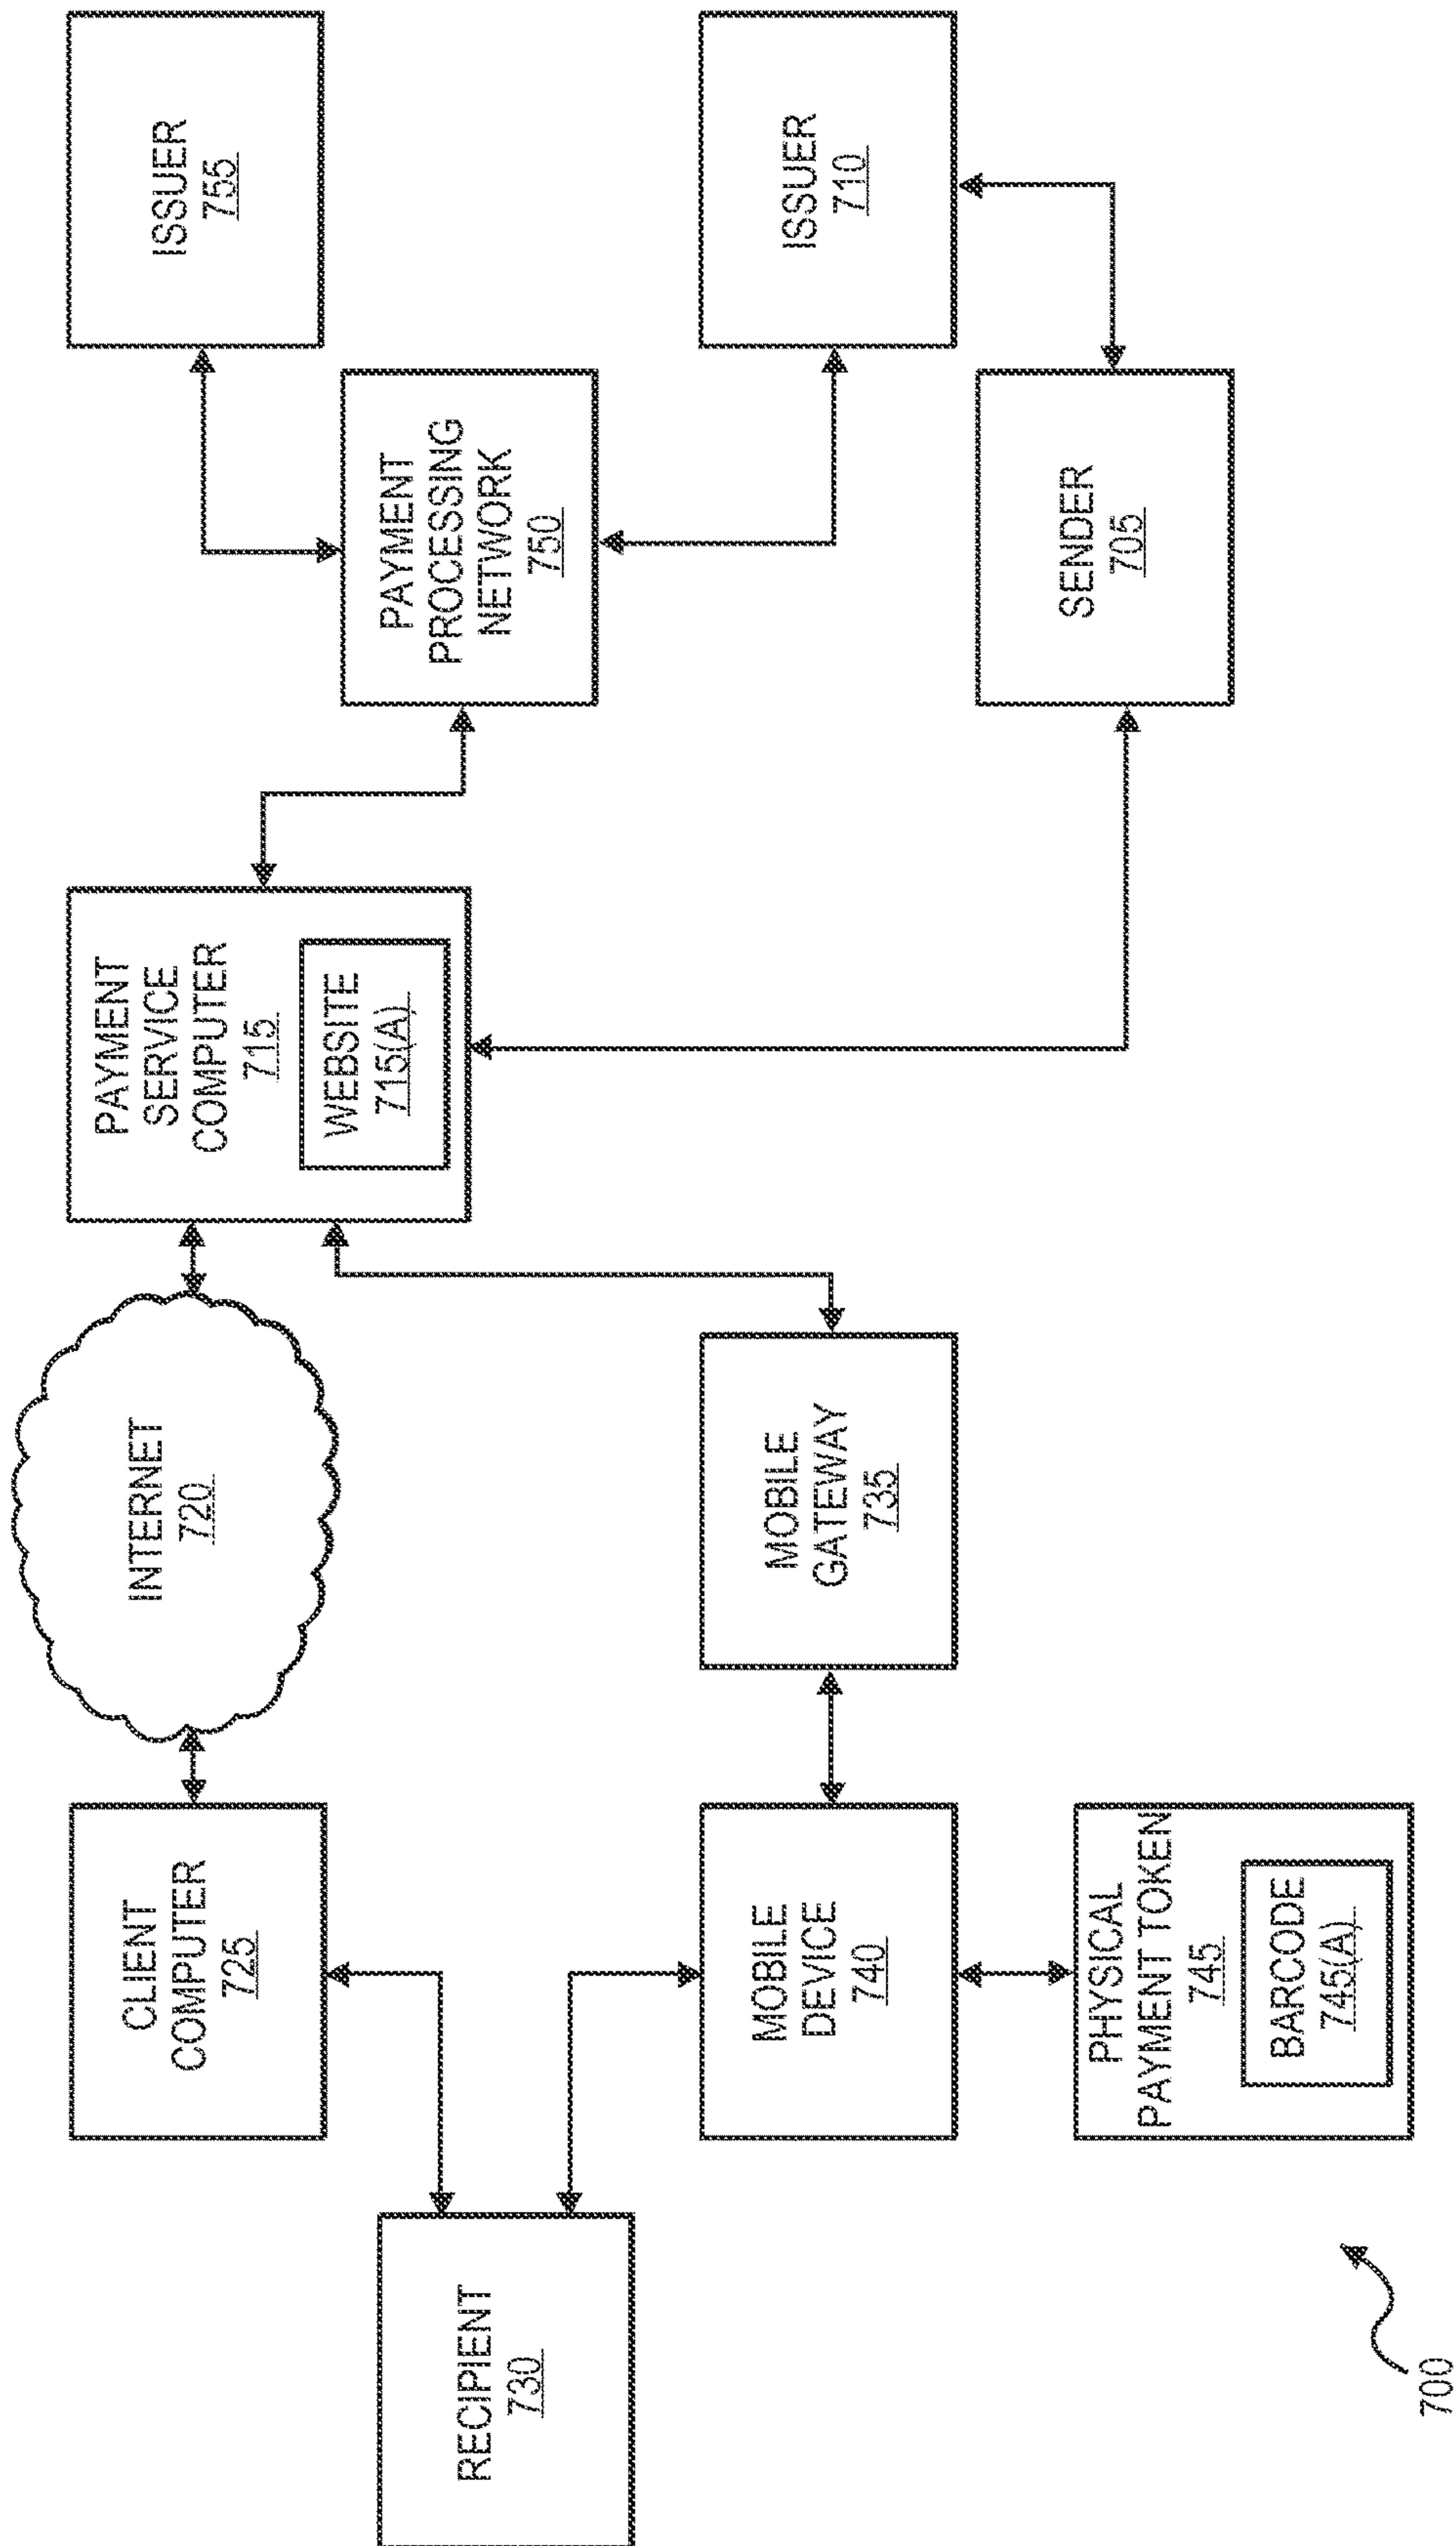 RECIPIENT
730
CLIENT
COMPUTER
725
INTERNET
720
PAYMENT
SERVICE
COMPUTER
715
WEBSITE
715(A)
PAYMENT
PROCESSING
NETWORK
750
ISSUER
755
MOBILE
DEVICE
740
MOBILE
GATEWAY
735
ISSUER
710
SENDER
705
PHYSICAL
PAYMENT TOKEN
745
BARCODE
745(A)
700